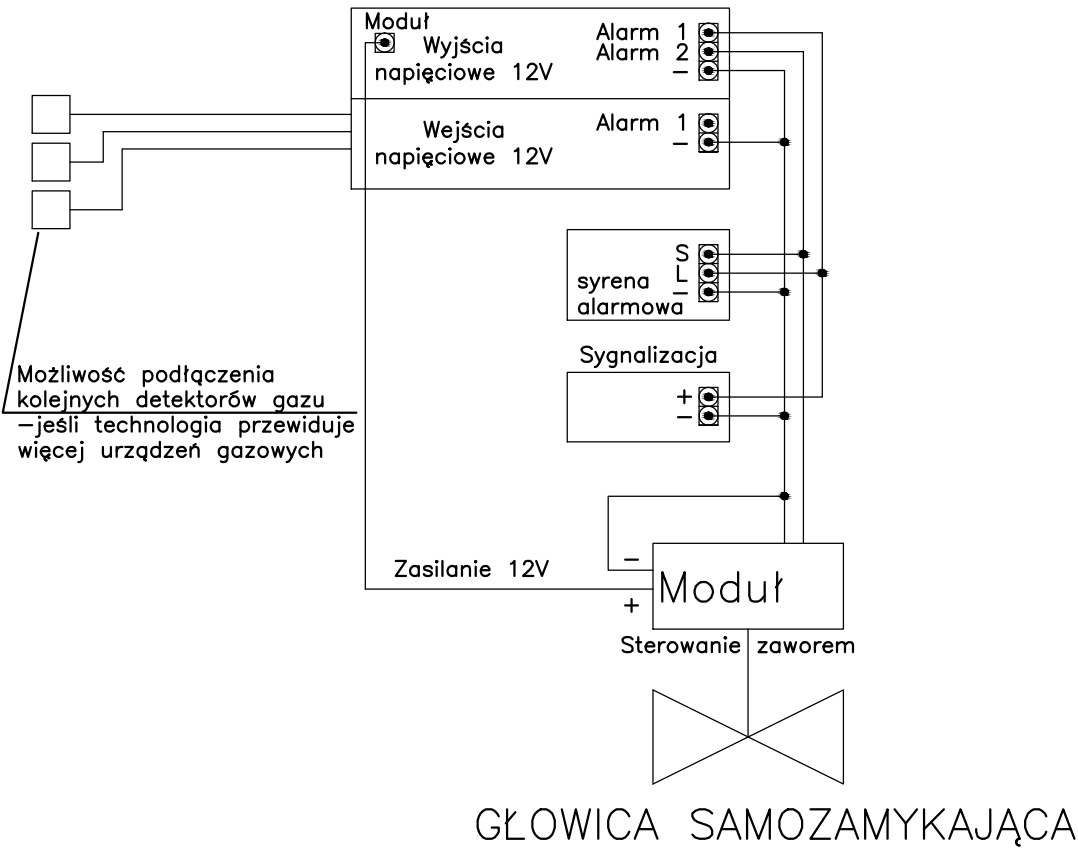 Moduł
Wyjścia
napięciowe 12V
Alarm 1
Alarm 2
−
Wejścia
napięciowe 12V
Alarm 1
−
S
L
−
syrena
alarmowa
Sygnalizacja
+
−
Możliwość podłączenia
kolejnych detektorów gazu
−jeśli technologia przewiduje
więcej urządzeń gazowych
Zasilanie 12V
−
+
Moduł
Sterowanie zaworem
GŁOWICA SAMOZAMYKAJĄCA